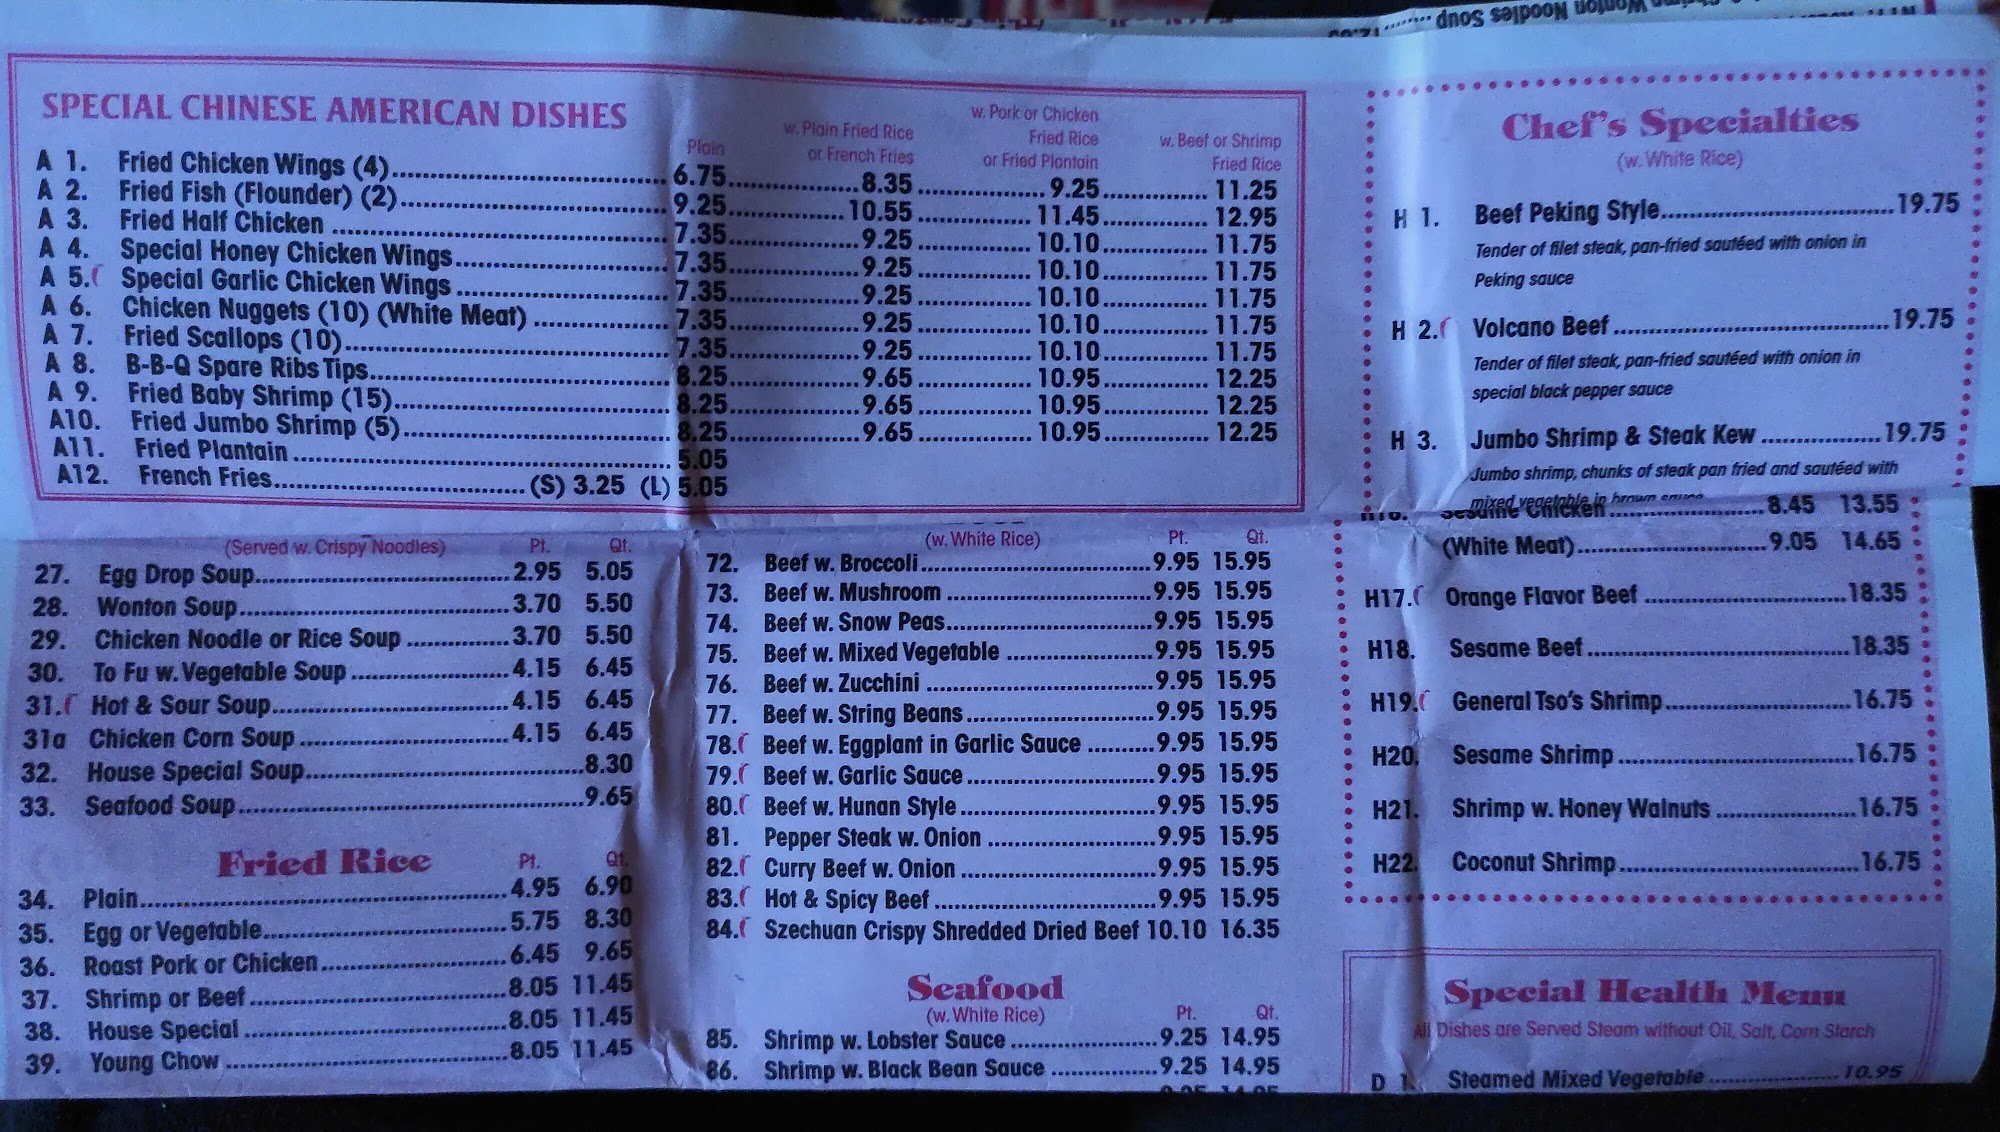 Wonton Noodles Soup
SPECIAL CHINESE AMERICAN DISHES
Plain
w. Plain Fried Rice
or French Fries
w. Pork or Chicken
Fried Rice
or Fried Plantain
w. Beef or Shrimp
Fried Rice
A 1. Fried Chicken Wings (4) 6.75 8.35 9.25 11.25
A 2. Fried Fish (Flounder) (2) 9.25 10.55 11.45 12.95
A 3. Fried Half Chicken 7.35 9.25 10.10 11.75
A 4. Special Honey Chicken Wings 7.35 9.25 10.10 11.75
A 5. Special Garlic Chicken Wings 7.35 9.25 10.10 11.75
A 6. Chicken Nuggets (10) (White Meat) 7.35 9.25 10.10 11.75
A 7. Fried Scallops (10) 7.35 9.25 10.10 11.75
A 8. B-B-Q Spare Ribs Tips 8.25 9.65 10.95 12.25
A 9. Fried Baby Shrimp (15) 8.25 9.65 10.95 12.25
A10. Fried Jumbo Shrimp (5) 8.25 9.65 10.95 12.25
A11. Fried Plantain 5.05
A12. French Fries (S) 3.25 (L) 5.05
(Served w. Crispy Noodles) Pt. Qt.
27. Egg Drop Soup 2.95 5.05
28. Wonton Soup 3.70 5.50
29. Chicken Noodle or Rice Soup 3.70 5.50
30. To Fu w. Vegetable Soup 4.15 6.45
31. Hot & Sour Soup 4.15 6.45
31a Chicken Corn Soup 4.15 6.45
32. House Special Soup 8.30
33. Seafood Soup 9.65
Fried Rice Pt. Qt.
34. Plain 4.95 6.90
35. Egg or Vegetable 5.75 8.30
36. Roast Pork or Chicken 6.45 9.65
37. Shrimp or Beef 8.05 11.45
38. House Special 8.05 11.45
39. Young Chow 8.05 11.45
(w. White Rice) Pt. Qt.
72. Beef w. Broccoli 9.95 15.95
73. Beef w. Mushroom 9.95 15.95
74. Beef w. Snow Peas 9.95 15.95
75. Beef w. Mixed Vegetable 9.95 15.95
76. Beef w. Zucchini 9.95 15.95
77. Beef w. String Beans 9.95 15.95
78. Beef w. Eggplant in Garlic Sauce 9.95 15.95
79. Beef w. Garlic Sauce 9.95 15.95
80. Beef w. Hunan Style 9.95 15.95
81. Pepper Steak w. Onion 9.95 15.95
82. Curry Beef w. Onion 9.95 15.95
83. Hot & Spicy Beef 9.95 15.95
84. Szechuan Crispy Shredded Dried Beef 10.10 16.35
Seafood
(w. White Rice) Pt. Qt.
85. Shrimp w. Lobster Sauce 9.25 14.95
86. Shrimp w. Black Bean Sauce 9.25 14.95
Chef's Specialties
(w. White Rice)
H 1. Beef Peking Style 19.75
Tender of filet steak, pan-fried sautéed with onion in
Peking sauce
H 2. Volcano Beef 19.75
Tender of filet steak, pan-fried sautéed with onion in
special black pepper sauce
H 3. Jumbo Shrimp & Steak Kew 19.75
Jumbo shrimp, chunks of steak pan fried and sautéed with
mixed vegetable in brown sauce
H16. Sesame Chicken 8.45 13.55
(White Meat) 9.05 14.65
H17. Orange Flavor Beef 18.35
H18. Sesame Beef 18.35
H19. General Tso's Shrimp 16.75
H20. Sesame Shrimp 16.75
H21. Shrimp w. Honey Walnuts 16.75
H22. Coconut Shrimp 16.75
Special Health Menu
All Dishes are Served Steam without Oil, Salt, Corn Starch
D 1. Steamed Mixed Vegetable 10.95